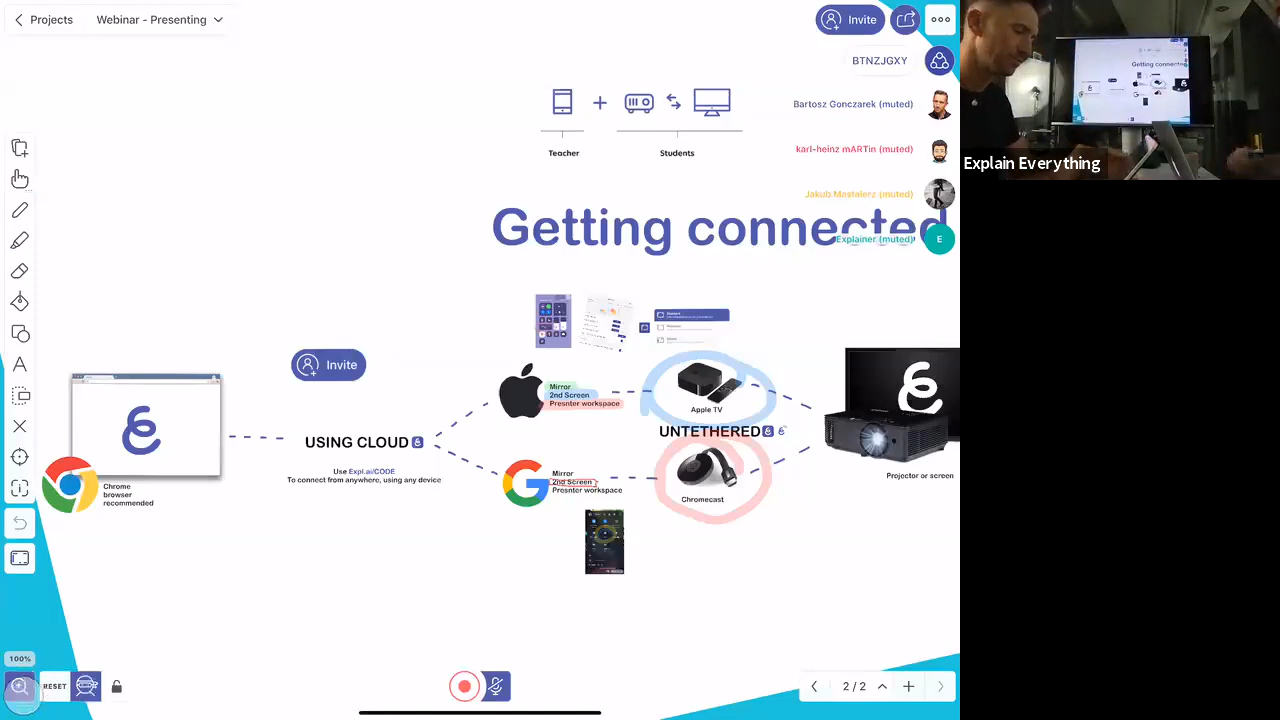 Projects
Webinar - Presenting
Invite
BTNZJGXY
Bartosz Gonczarek (muted)
karl-heinz mARTin (muted)
Jakub Mastalerz (muted)
Explainer (muted)
E
Explain Everything
Teacher
Students
Getting connected
Invite
Mirror
2nd Screen
Presnter workspace
Apple TV
USING CLOUD
UNTETHERED
Use Expl.ai/CODE
To connect from anywhere, using any device
Mirror
2nd Screen
Presnter workspace
Chromecast
Projector or screen
Chrome
browser
recommended
100%
RESET
2 / 2
Getting connected